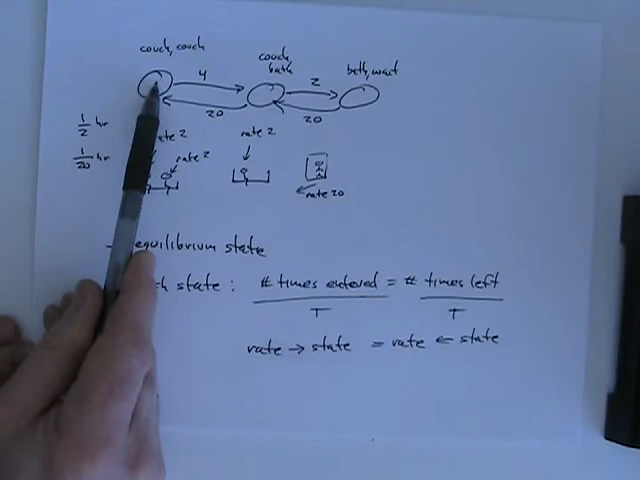 couch, couch
couch,
bath
bath, wait
4
2
20
20
1/2 hr
rate 2
rate 2
1/20 hr
rate 2
rate 20
equilibrium state
state : # times entered = # times left
T T
rate → state = rate ← state